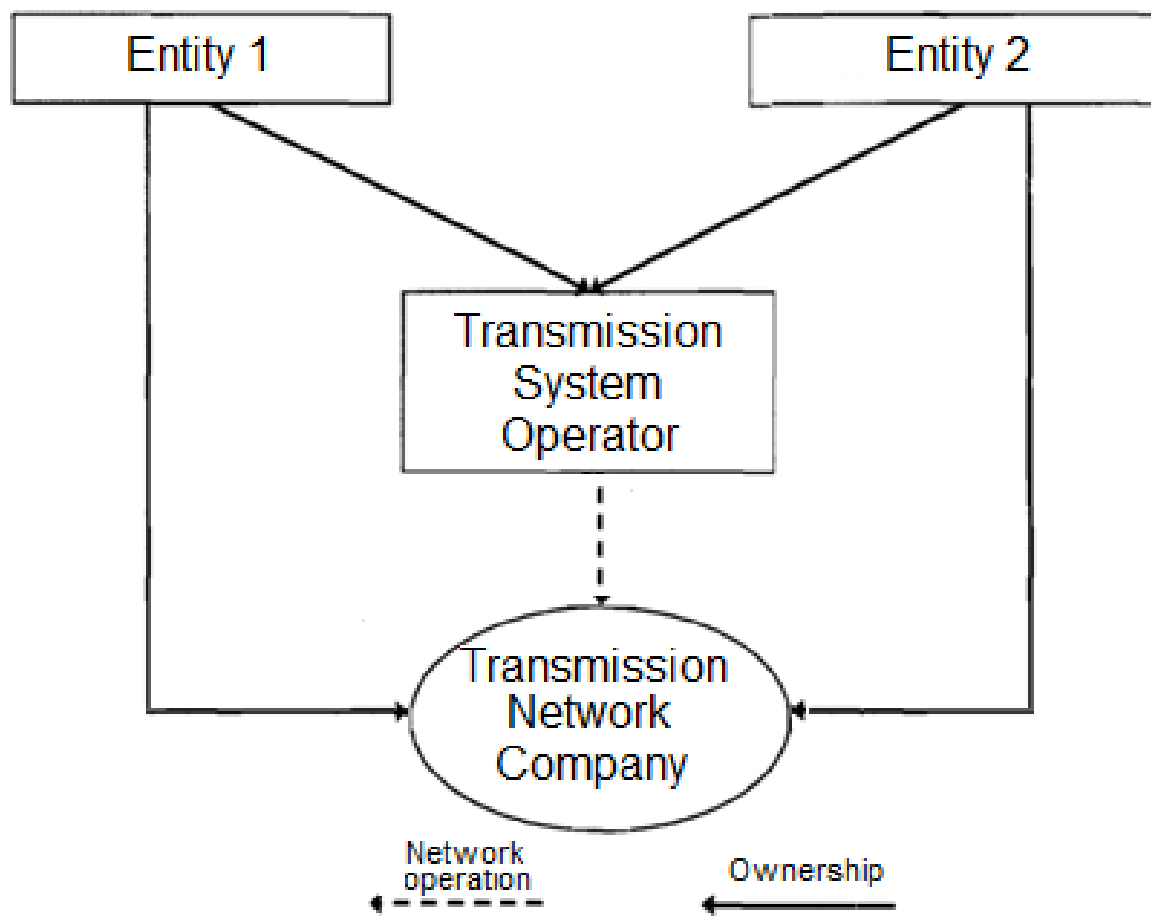 Entity 1
Entity 2
Transmission
System
Operator
Transmission
Network
Company
Network
operation
Ownership